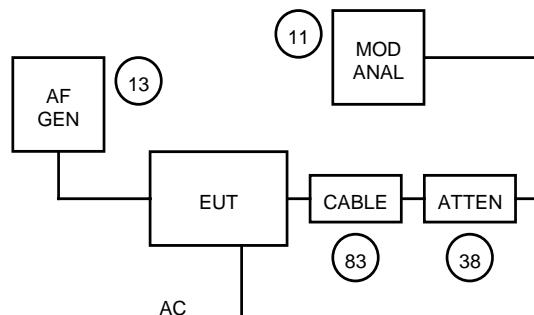 11
MOD
ANAL
AF
GEN
13
EUT
CABLE
ATTEN
83
38
AC